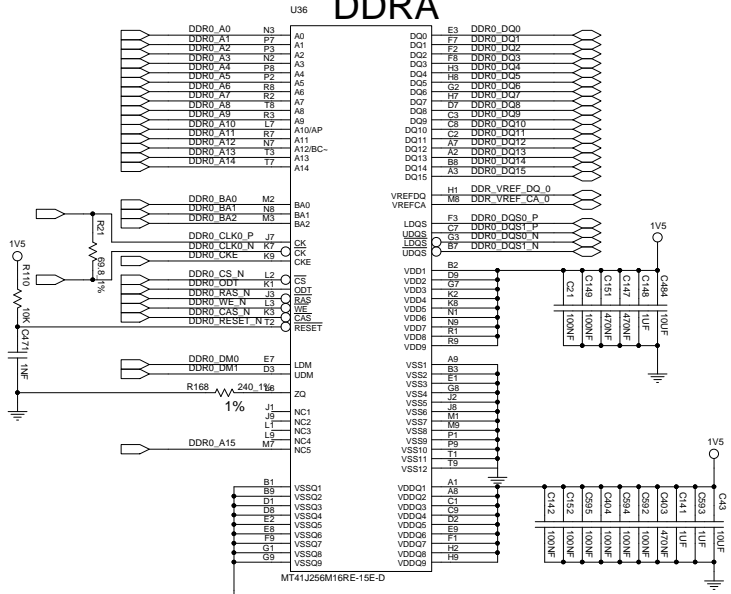 DDRA
U36
DDR0_A0 N3 A0
DDR0_A1 P7 A1
DDR0_A2 P3 A2
DDR0_A3 N2 A3
DDR0_A4 P8 A4
DDR0_A5 P2 A5
DDR0_A6 R8 A6
DDR0_A7 R2 A7
DDR0_A8 T8 A8
DDR0_A9 R3 A9
DDR0_A10 L7 A10/AP
DDR0_A11 R7 A11
DDR0_A12 N7 A12/BC~
DDR0_A13 T3 A13
DDR0_A14 T7 A14
DDR0_BA0 M2 BA0
DDR0_BA1 N8 BA1
DDR0_BA2 M3 BA2
DDR0_CLK0_P J7 CK
DDR0_CLK0_N K7 CK
DDR0_CKE K9 CKE
DDR0_CS_N L2 CS
DDR0_ODT K1 ODT
DDR0_RAS_N J3 RAS
DDR0_WE_N L3 WE
DDR0_CAS_N K3 CAS
DDR0_RESET_N T2 RESET
DDR0_DM0 E7 LDM
DDR0_DM1 D3 UDM
R168 240_1% ZQ
1%
J1 NC1
J9 NC2
L1 NC3
L9 NC4
DDR0_A15 M7 NC5
B1 VSSQ1
B9 VSSQ2
D1 VSSQ3
D8 VSSQ4
E2 VSSQ5
E8 VSSQ6
F9 VSSQ7
G1 VSSQ8
G9 VSSQ9
MT41J256M16RE-15E-D
1V5
R110
10K
C471
1NF
R21
69.8_1%
DQ0 E3 DDR0_DQ0
DQ1 F7 DDR0_DQ1
DQ2 F2 DDR0_DQ2
DQ3 F8 DDR0_DQ3
DQ4 H3 DDR0_DQ4
DQ5 H8 DDR0_DQ5
DQ6 G2 DDR0_DQ6
DQ7 H7 DDR0_DQ7
DQ8 D7 DDR0_DQ8
DQ9 C3 DDR0_DQ9
DQ10 C8 DDR0_DQ10
DQ11 C2 DDR0_DQ11
DQ12 A7 DDR0_DQ12
DQ13 A2 DDR0_DQ13
DQ14 B8 DDR0_DQ14
DQ15 A3 DDR0_DQ15
VREFDQ H1 DDR_VREF_DQ_0
VREFCA M8 DDR_VREF_CA_0
LDQS F3 DDR0_DQS0_P
UDQS C7 DDR0_DQS1_P
LDQS G3 DDR0_DQS0_N
UDQS B7 DDR0_DQS1_N
VDD1 B2
VDD2 D9
VDD3 G7
VDD4 K2
VDD5 K8
VDD6 N1
VDD7 N9
VDD8 R1
VDD9 R9
VSS1 A9
VSS2 B3
VSS3 E1
VSS4 G8
VSS5 J2
VSS6 J8
VSS7 M1
VSS8 M9
VSS9 P1
VSS10 P9
VSS11 T1
VSS12 T9
VDDQ1 A1
VDDQ2 A8
VDDQ3 C1
VDDQ4 C9
VDDQ5 D2
VDDQ6 E9
VDDQ7 F1
VDDQ8 H2
VDDQ9 H9
1V5
C21 100NF
C149 100NF
C151 470NF
C147 470NF
C148 1UF
C484 10UF
1V5
C142 100NF
C152 100NF
C595 100NF
C404 100NF
C594 100NF
C592 100NF
C403 470NF
C141 1UF
C593 1UF
C43 10UF